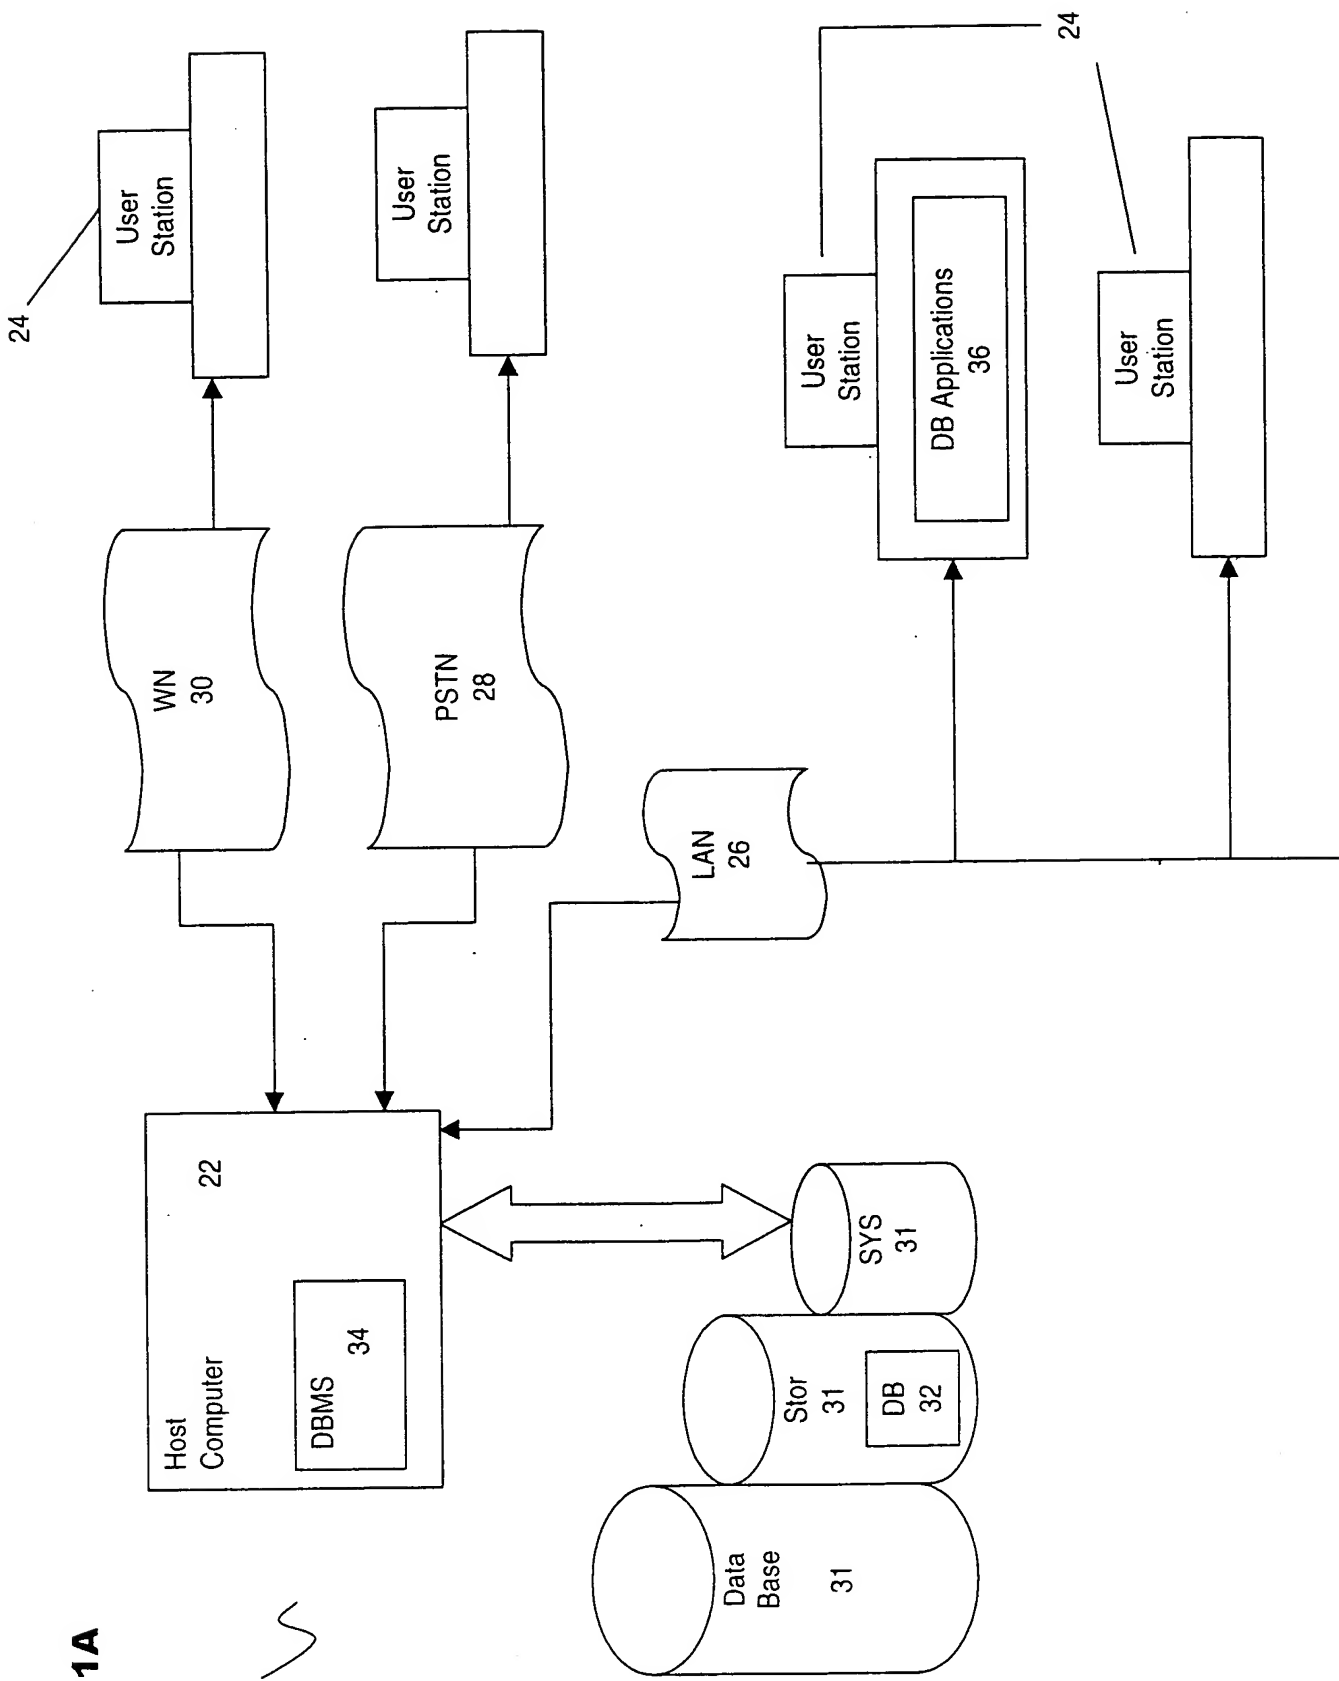 1A
Host
Computer
22
DBMS
34
WN
30
24
User
Station
PSTN
28
User
Station
LAN
26
Data
Base
31
Stor
31
DB
32
SYS
31
User
Station
DB Applications
36
24
User
Station